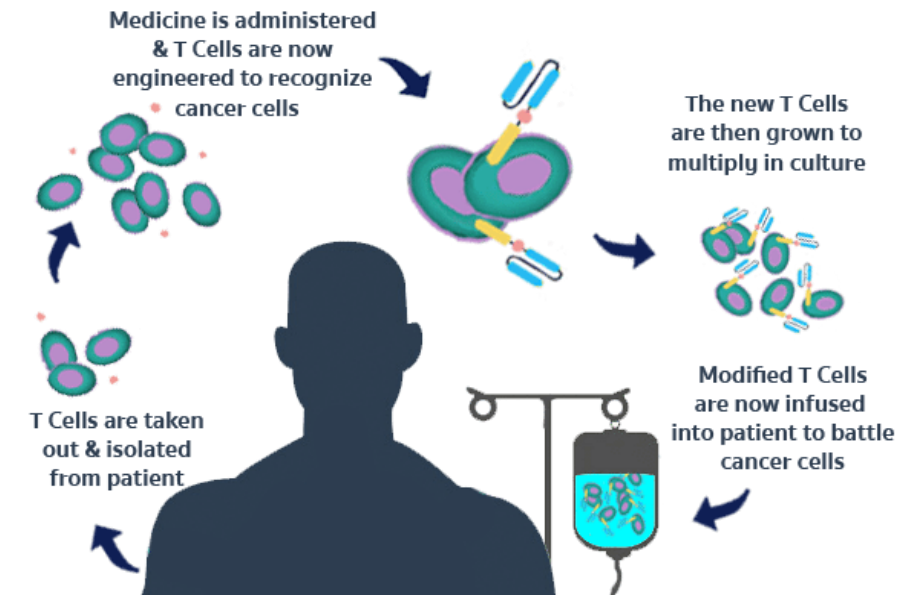 Medicine is administered
& T Cells are now
engineered to recognize
cancer cells
The new T Cells
are then grown to
multiply in culture
Modified T Cells
are now infused
into patient to battle
cancer cells
T Cells are taken
out & isolated
from patient